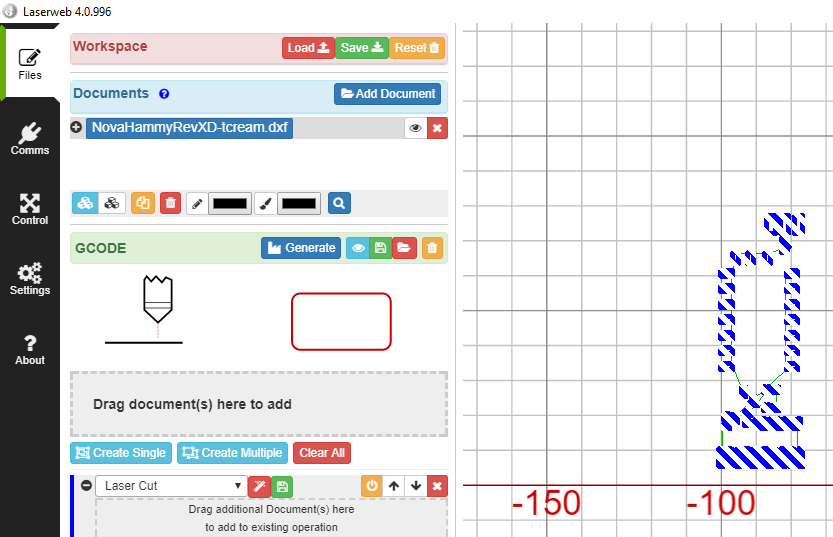 Laserweb 4.0.996
Files
Comms
Control
Settings
? About
Workspace
Load
Save
Reset
Documents ?
Add Document
NovaHammyRevXD-tcream.dxf
GCODE
Generate
Drag document(s) here to add
Create Single
Create Multiple
Clear All
Laser Cut
Drag additional Document(s) here
to add to existing operation
-150
-100